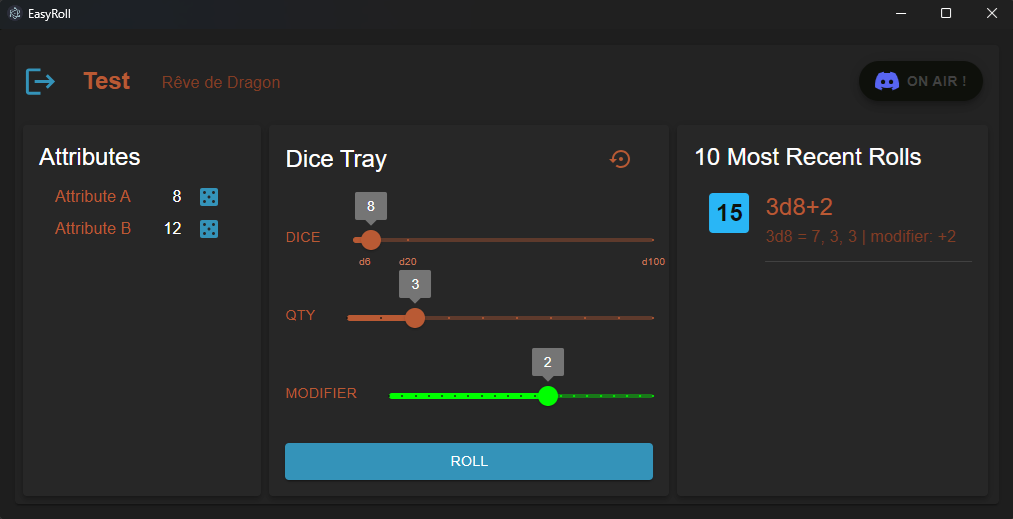 EasyRoll
Test
Rêve de Dragon
ON AIR !
Attributes
Attribute A 8
Attribute B 12
Dice Tray
8
DICE
d6 d20 d100
3
QTY
2
MODIFIER
ROLL
10 Most Recent Rolls
15
3d8+2
3d8 = 7, 3, 3 | modifier: +2